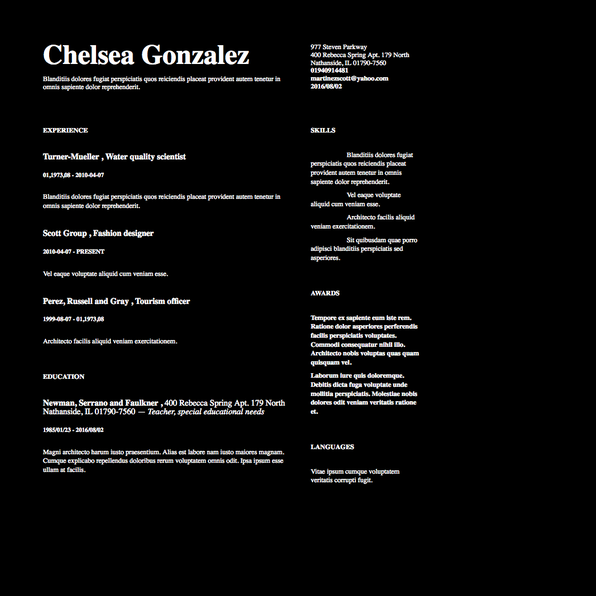 Chelsea Gonzalez
Blanditiis dolores fugiat perspiciatis quos reiciendis placeat provident autem tenetur in
omnis sapiente dolor reprehenderit.
977 Steven Parkway
400 Rebecca Spring Apt. 179 North
Nathanside, IL 01790-7560
01940914481
martinezscott@yahoo.com
2016/08/02
EXPERIENCE
Turner-Mueller , Water quality scientist
01,1973,08 - 2010-04-07
Blanditiis dolores fugiat perspiciatis quos reiciendis placeat provident autem tenetur in
omnis sapiente dolor reprehenderit.
Scott Group , Fashion designer
2010-04-07 - PRESENT
Vel eaque voluptate aliquid cum veniam esse.
Perez, Russell and Gray , Tourism officer
1999-08-07 - 01,1973,08
Architecto facilis aliquid veniam exercitationem.
EDUCATION
Newman, Serrano and Faulkner , 400 Rebecca Spring Apt. 179 North
Nathanside, IL 01790-7560 — Teacher, special educational needs
1985/01/23 - 2016/08/02
Magni architecto harum iusto praesentium. Alias est labore nam iusto maiores magnam.
Cumque explicabo repellendus doloribus rerum voluptatem omnis odit. Ipsa ipsum esse
ullam at facilis.
SKILLS
Blanditiis dolores fugiat
perspiciatis quos reiciendis placeat
provident autem tenetur in omnis
sapiente dolor reprehenderit.
Vel eaque voluptate
aliquid cum veniam esse.
Architecto facilis aliquid
veniam exercitationem.
Sit quibusdam quae porro
adipisci blanditiis perspiciatis sed
asperiores.
AWARDS
Tempore ex sapiente eum iste rem.
Ratione dolor asperiores perferendis
facilis perspiciatis voluptates.
Commodi consequatur nihil illo.
Architecto nobis voluptas quas quam
quisquam vel.
Laborum iure quis doloremque.
Debitis dicta fuga voluptate unde
mollitia perspiciatis. Molestiae nobis
dolores odit veniam veritatis ratione
et.
LANGUAGES
Vitae ipsum cumque voluptatem
veritatis corrupti fugit.